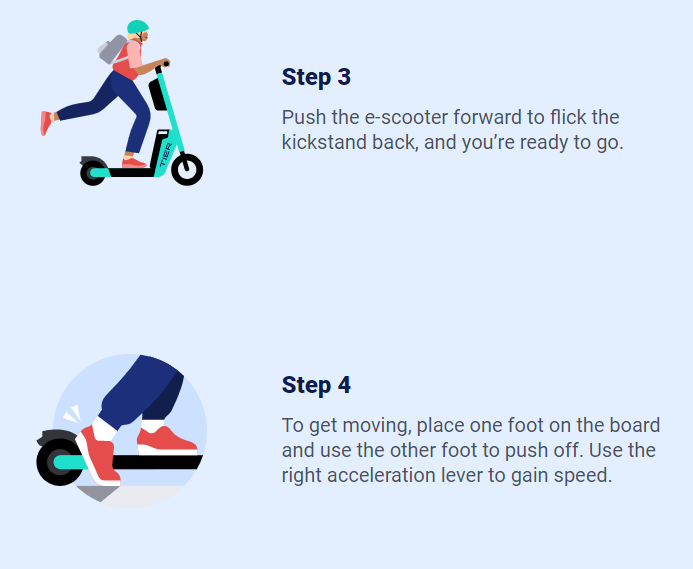 Step 3
Push the e-scooter forward to flick the
kickstand back, and you’re ready to go.
TIER
Step 4
To get moving, place one foot on the board
and use the other foot to push off. Use the
right acceleration lever to gain speed.